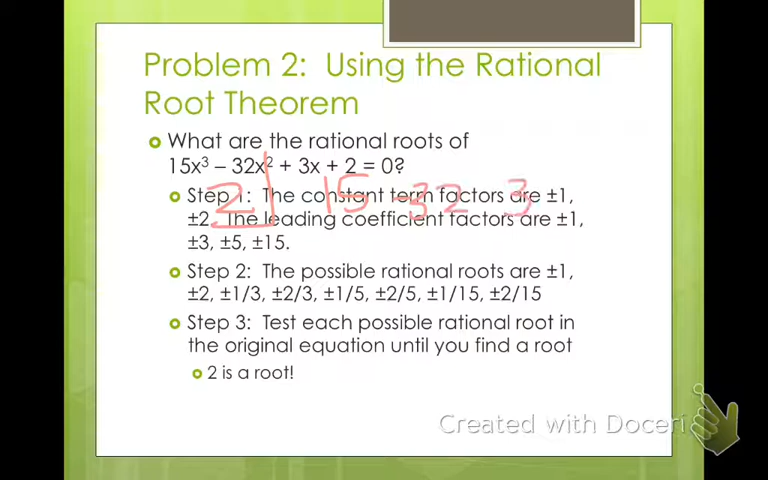 Problem 2: Using the Rational
Root Theorem
What are the rational roots of
15x³ – 32x² + 3x + 2 = 0?
Step 1: The constant term factors are ±1,
±2 The leading coefficient factors are ±1,
±3, ±5, ±15.
2 15 -32 3
Step 2: The possible rational roots are ±1,
±2, ±1/3, ±2/3, ±1/5, ±2/5, ±1/15, ±2/15
Step 3: Test each possible rational root in
the original equation until you find a root
2 is a root!
Created with Doceri